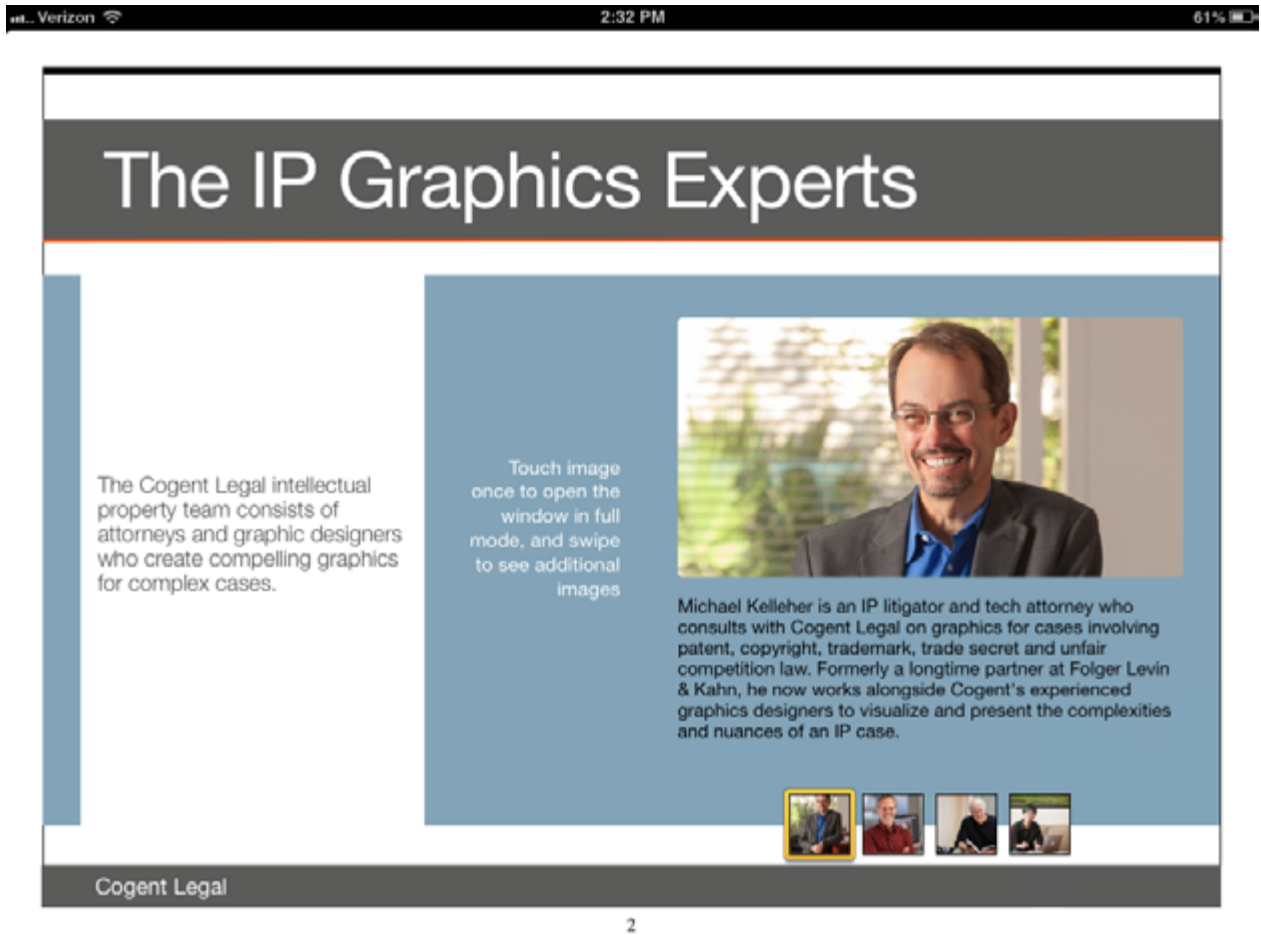 Verizon
2:32 PM
61%
The IP Graphics Experts
The Cogent Legal intellectual
property team consists of
attorneys and graphic designers
who create compelling graphics
for complex cases.
Touch image
once to open the
window in full
mode, and swipe
to see additional
images
Michael Kelleher is an IP litigator and tech attorney who
consults with Cogent Legal on graphics for cases involving
patent, copyright, trademark, trade secret and unfair
competition law. Formerly a longtime partner at Folger Levin
& Kahn, he now works alongside Cogent's experienced
graphics designers to visualize and present the complexities
and nuances of an IP case.
Cogent Legal
2